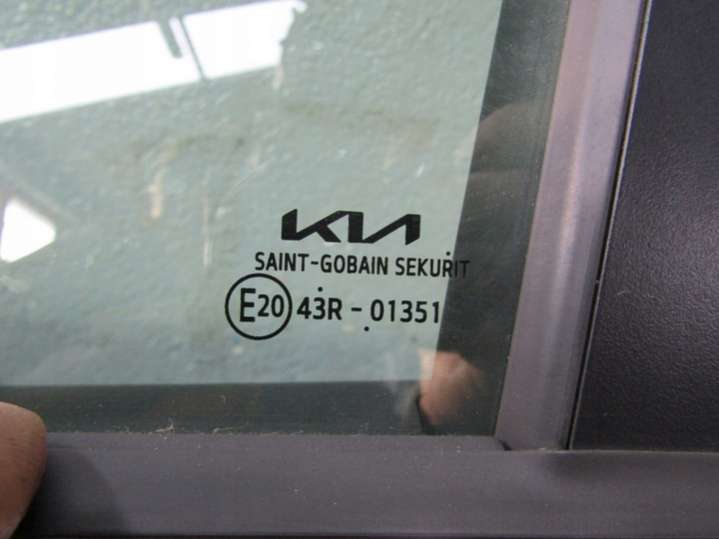 KIA
SAINT-GOBAIN SEKURIT
E20 43R - 01351